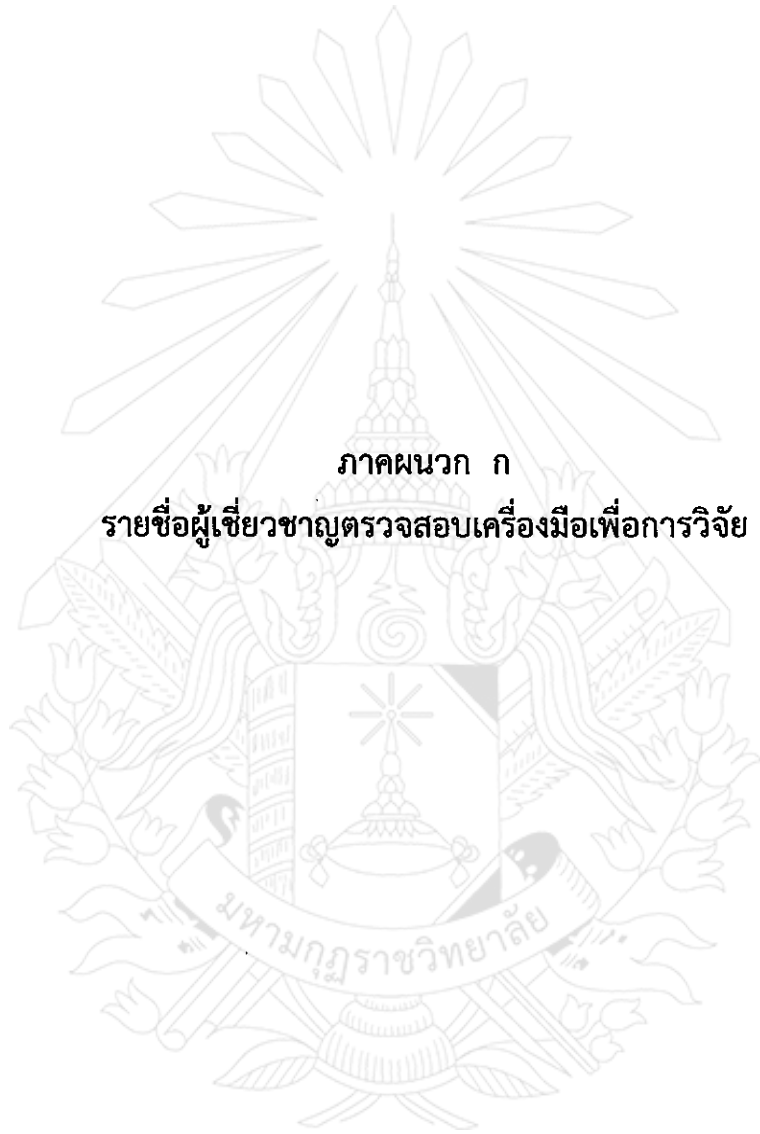 ภาคผนวก ก
รายชื่อผู้เชี่ยวชาญตรวจสอบเครื่องมือเพื่อการวิจัย
มหามกุฏราชวิทยาลัย